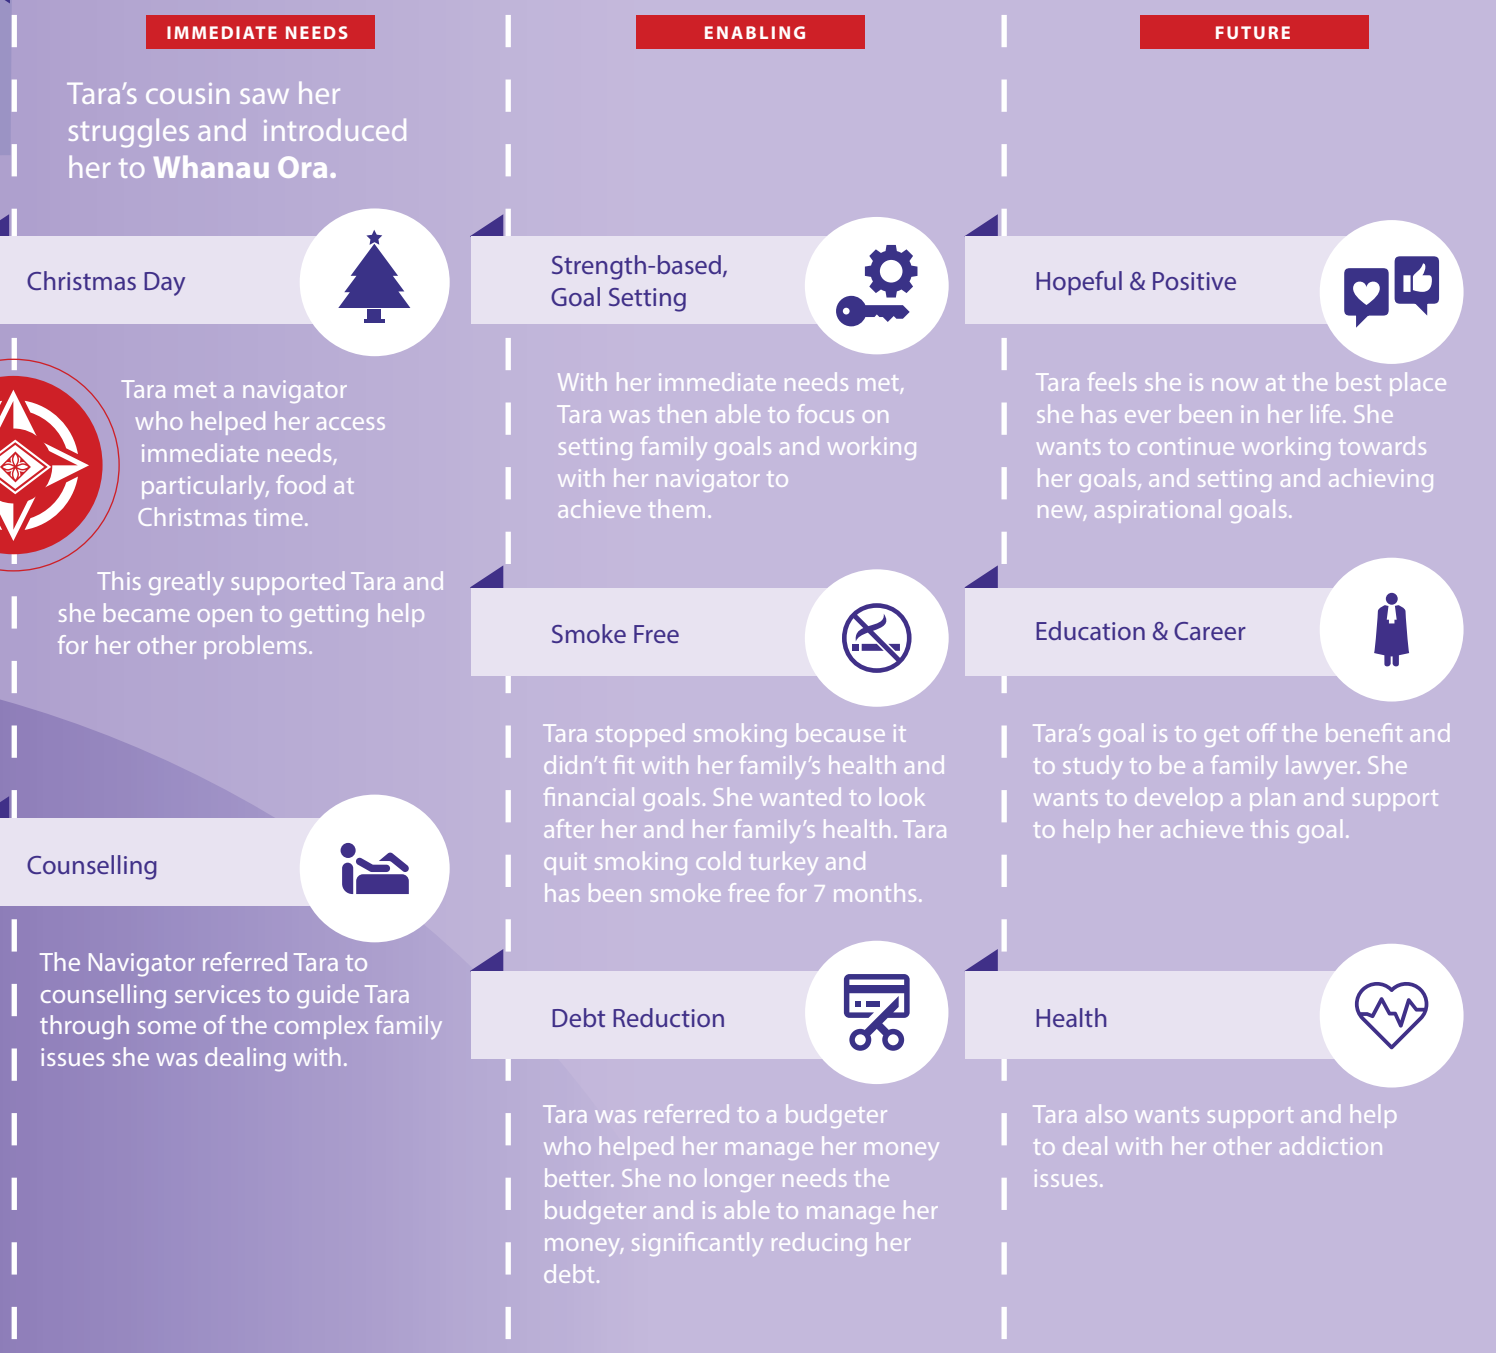 IMMEDIATE NEEDS
Tara's cousin saw her
struggles and introduced
her to Whanau Ora.
Christmas Day
Tara met a navigator
who helped her access
immediate needs,
particularly, food at
Christmas time.
This greatly supported Tara and
she became open to getting help
for her other problems.
Counselling
The Navigator referred Tara to
counselling services to guide Tara
through some of the complex family
issues she was dealing with.
ENABLING
Strength-based,
Goal Setting
With her immediate needs met,
Tara was then able to focus on
setting family goals and working
with her navigator to
achieve them.
Smoke Free
Tara stopped smoking because it
didn't fit with her family's health and
financial goals. She wanted to look
after her and her family's health. Tara
quit smoking cold turkey and
has been smoke free for 7 months.
Debt Reduction
Tara was referred to a budgeter
who helped her manage her money
better. She no longer needs the
budgeter and is able to manage her
money, significantly reducing her
debt.
FUTURE
Hopeful & Positive
Tara feels she is now at the best place
she has ever been in her life. She
wants to continue working towards
her goals, and setting and achieving
new, aspirational goals.
Education & Career
Tara's goal is to get off the benefit and
to study to be a family lawyer. She
wants to develop a plan and support
to help her achieve this goal.
Health
Tara also wants support and help
to deal with her other addiction
issues.